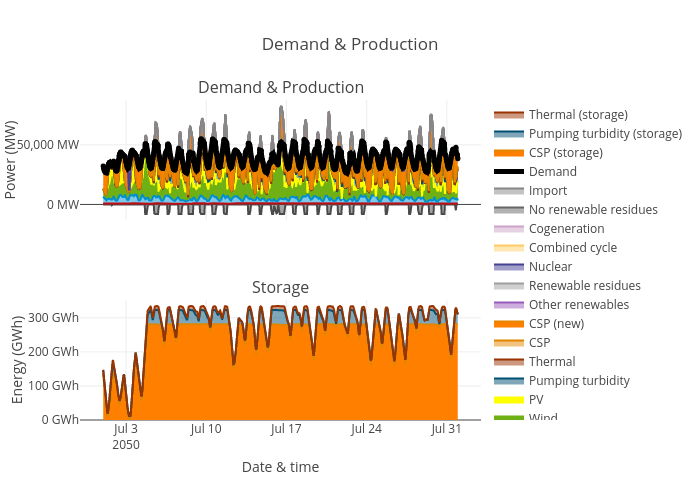 Demand & Production
Demand & Production
Power (MW)
50,000 MW
0 MW
Storage
Energy (GWh)
300 GWh
200 GWh
100 GWh
0 GWh
Jul 3
2050
Jul 10
Jul 17
Jul 24
Jul 31
Date & time
Thermal (storage)
Pumping turbidity (storage)
CSP (storage)
Demand
Import
No renewable residues
Cogeneration
Combined cycle
Nuclear
Renewable residues
Other renewables
CSP (new)
CSP
Thermal
Pumping turbidity
PV
Wind